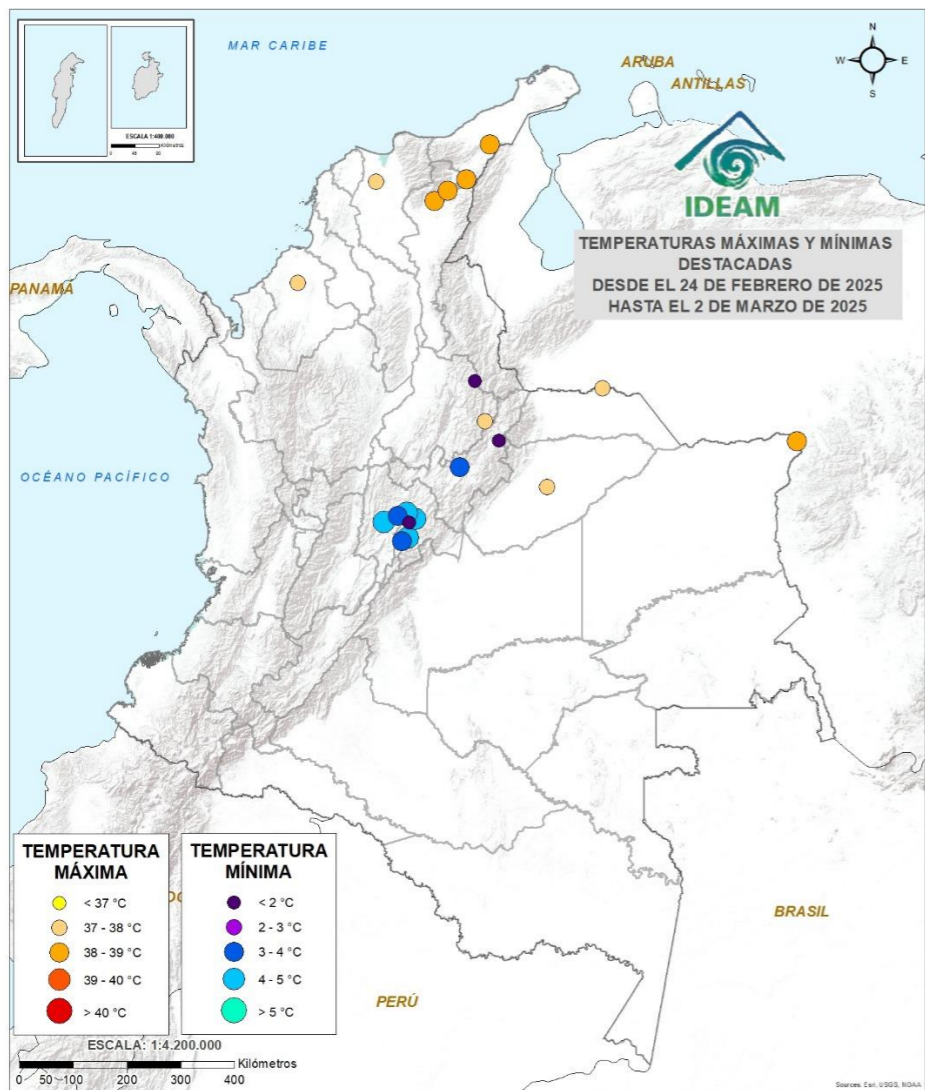 MAR CARIBE
ARUBA
ANTILLAS
N
W
E
S
ESCALA 1:400.000
IDEAM
TEMPERATURAS MÁXIMAS Y MÍNIMAS
DESTACADAS
DESDE EL 24 DE FEBRERO DE 2025
HASTA EL 2 DE MARZO DE 2025
PANAMÁ
OCÉANO PACÍFICO
BRASIL
PERÚ
TEMPERATURA
MÁXIMA
< 37 °C
37 - 38 °C
38 - 39 °C
39 - 40 °C
> 40 °C
TEMPERATURA
MÍNIMA
< 2 °C
2 - 3 °C
3 - 4 °C
4 - 5 °C
> 5 °C
ESCALA: 1:4.200.000
Kilómetros
0 50 100 200 300 400
Sources: Esri, USGS, NOAA